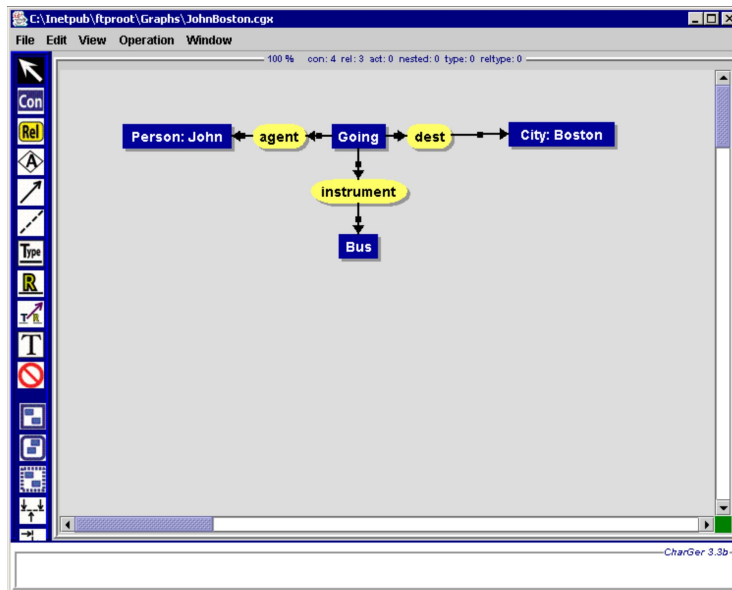 C:\Inetpub\ftproot\Graphs\JohnBoston.cgx
File Edit View Operation Window
100 % con: 4 rel: 3 act: 0 nested: 0 type: 0 reltype: 0
Con
Rel
A
Type
R
T/R
T
Person: John agent Going dest City: Boston
instrument
Bus
CharGer 3.3b